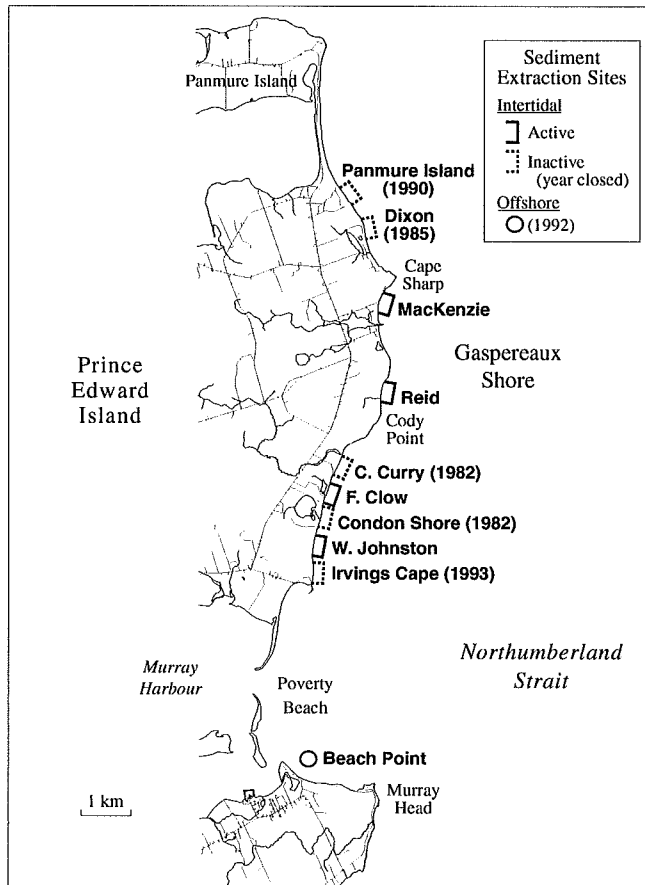 Panmure Island
Sediment
Extraction Sites
Intertidal
Active
Inactive
(year closed)
Offshore
(1992)
Panmure Island
(1990)
Dixon
(1985)
Cape
Sharp
MacKenzie
Prince
Edward
Island
Gaspereaux
Shore
Reid
Cody
Point
C. Curry (1982)
F. Clow
Condon Shore (1982)
W. Johnston
Irvings Cape (1993)
Northumberland
Strait
Murray
Harbour
Poverty
Beach
Beach Point
1 km
Murray
Head